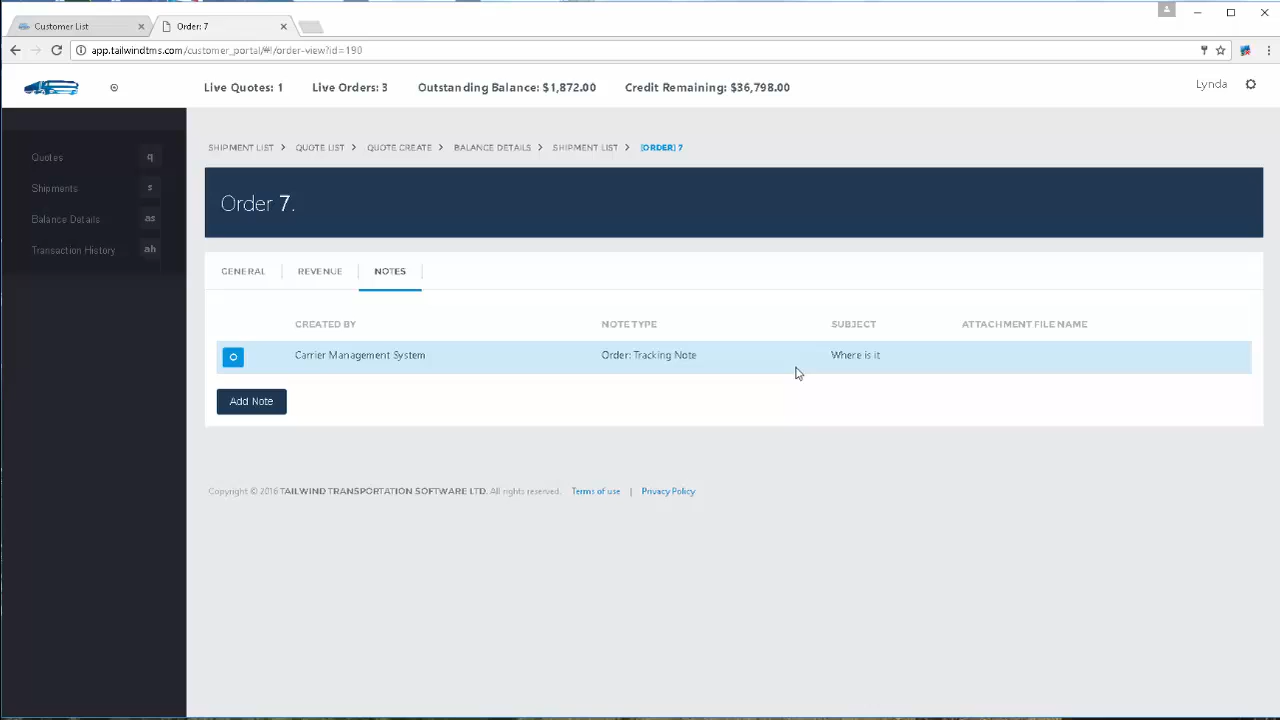 Customer List
Order: 7
app.tailwindtms.com/customer_portal/#!/order-view?id=190
Live Quotes: 1 Live Orders: 3 Outstanding Balance: $1,872.00 Credit Remaining: $36,798.00
Lynda
Quotes q
Shipments s
Balance Details as
Transaction History ah
SHIPMENT LIST > QUOTE LIST > QUOTE CREATE > BALANCE DETAILS > SHIPMENT LIST > [ORDER] 7
Order 7.
GENERAL REVENUE NOTES
CREATED BY NOTE TYPE SUBJECT ATTACHMENT FILE NAME
Carrier Management System Order: Tracking Note Where is it
Add Note
Copyright © 2016 TAILWIND TRANSPORTATION SOFTWARE LTD. All rights reserved. Terms of use | Privacy Policy